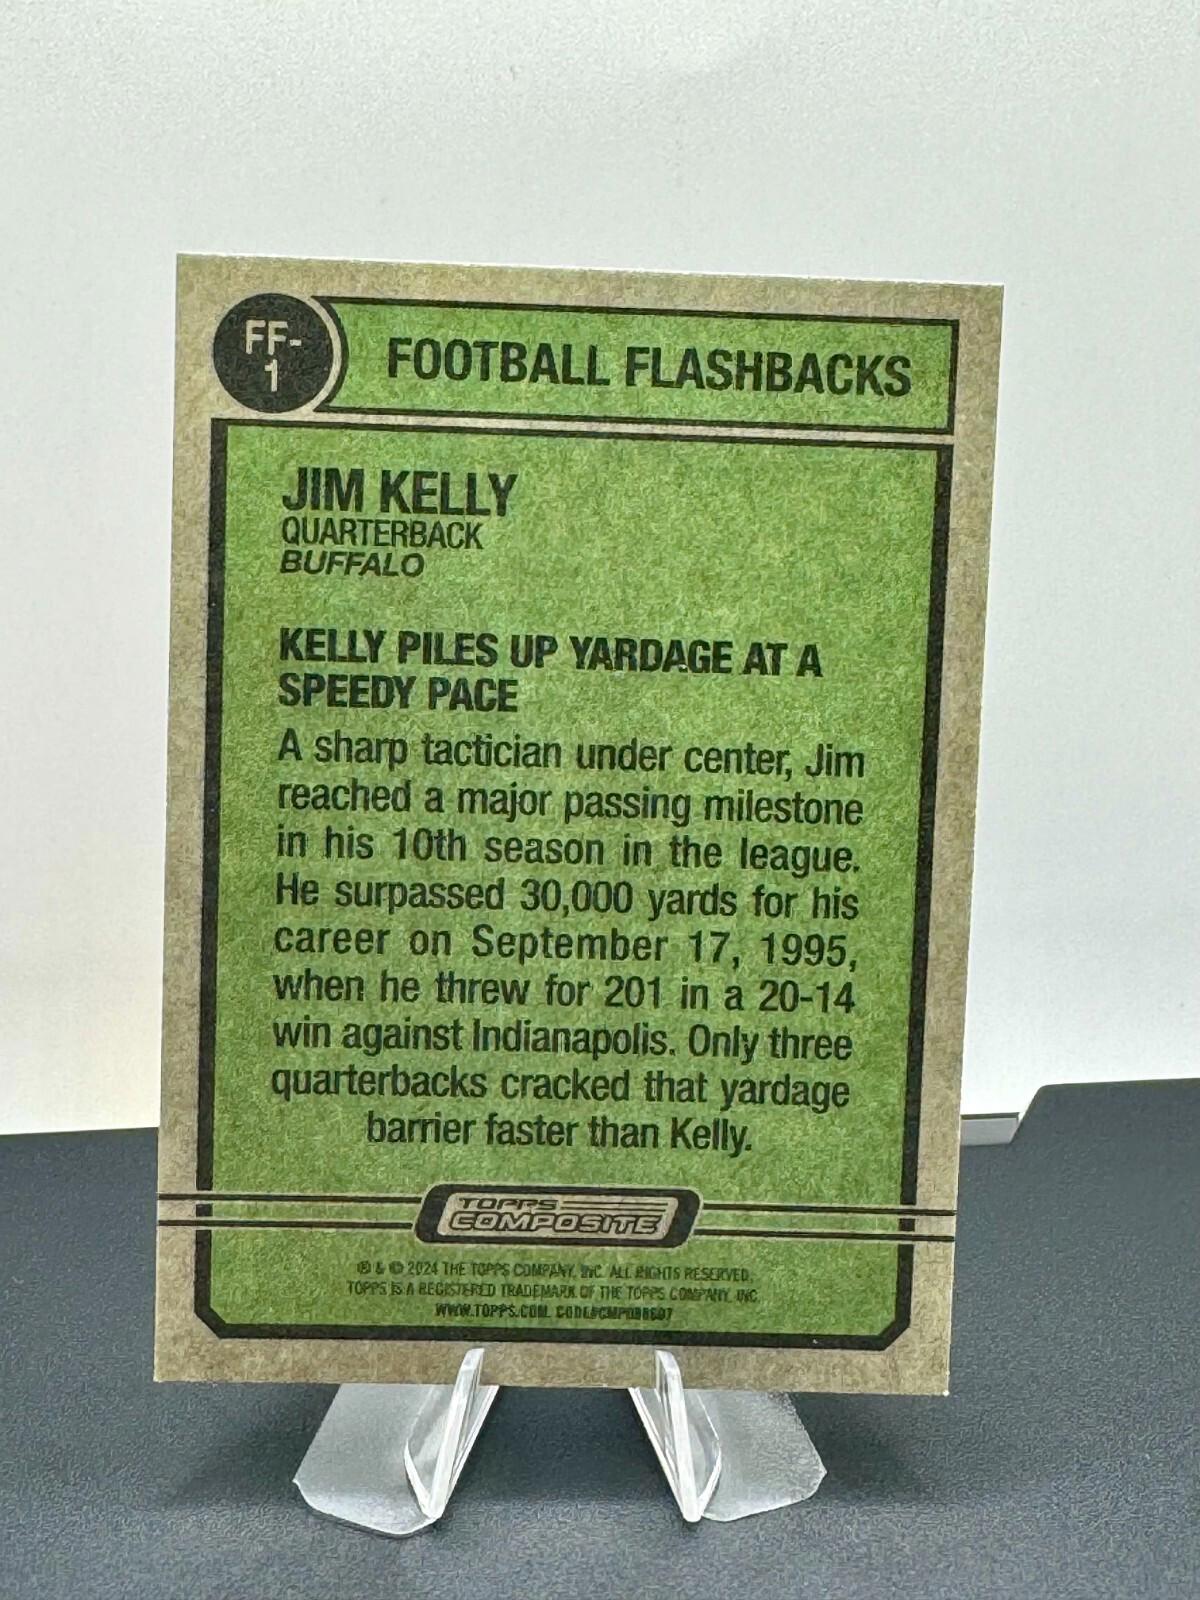 FF-
1
FOOTBALL FLASHBACKS
JIM KELLY
QUARTERBACK
BUFFALO
KELLY PILES UP YARDAGE AT A
SPEEDY PACE
A sharp tactician under center, Jim
reached a major passing milestone
in his 10th season in the league.
He surpassed 30,000 yards for his
career on September 17, 1995,
when he threw for 201 in a 20-14
win against Indianapolis. Only three
quarterbacks cracked that yardage
barrier faster than Kelly.
TOPPS
COMPOSITE
® & © 2024 THE TOPPS COMPANY, INC. ALL RIGHTS RESERVED.
TOPPS IS A REGISTERED TRADEMARK OF THE TOPPS COMPANY, INC.
WWW.TOPPS.COM